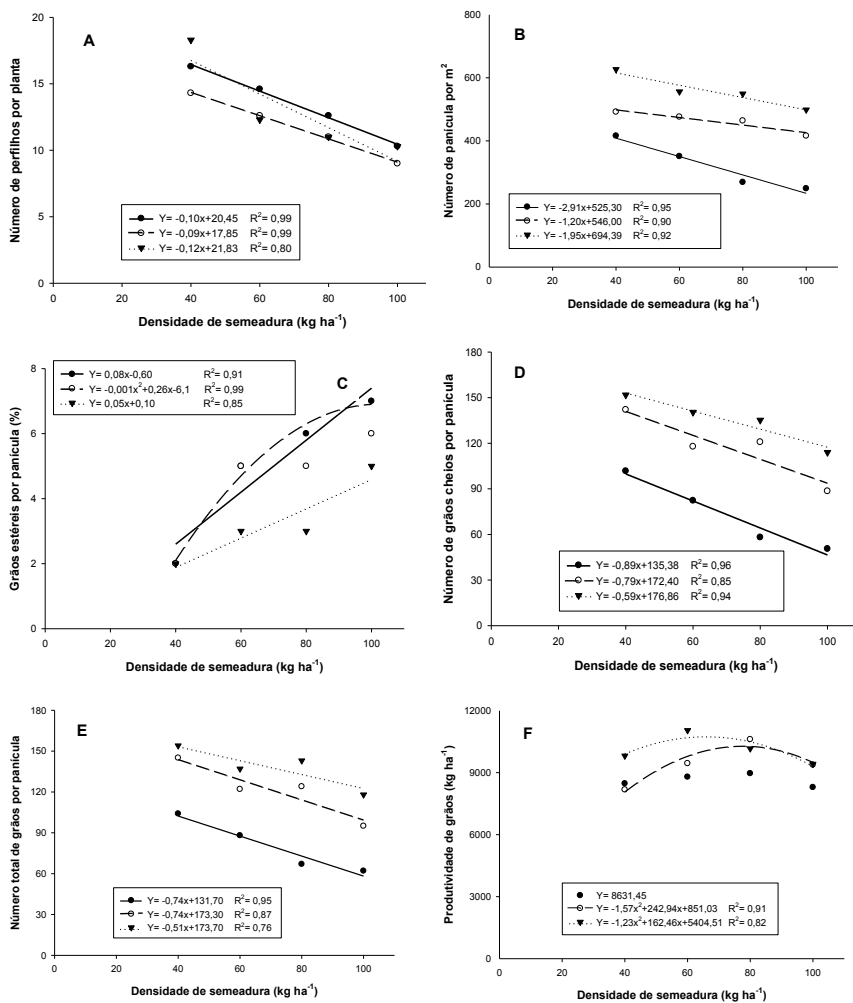 A
Número de perfilhos por planta
20
15
10
5
0
Y= -0,10x+20,45 R²= 0,99
Y= -0,09x+17,85 R²= 0,99
Y= -0,12x+21,83 R²= 0,80
0 20 40 60 80 100
Densidade de semeadura (kg ha⁻¹)
B
Número de panícula por m²
800
600
400
200
0
Y= -2,91x+525,30 R²= 0,95
Y= -1,20x+546,00 R²= 0,90
Y= -1,95x+694,39 R²= 0,92
0 20 40 60 80 100
Densidade de semeadura (kg ha⁻¹)
C
Grãos estéreis por panícula (%)
8
6
4
2
0
Y= 0,08x-0,60 R²= 0,91
Y= -0,001x²+0,26x-6,1 R²= 0,99
Y= 0,05x+0,10 R²= 0,85
0 20 40 60 80 100
Densidade de semeadura (kg ha⁻¹)
D
Número de grãos cheios por panícula
180
150
120
90
60
30
0
Y= -0,89x+135,38 R²= 0,96
Y= -0,79x+172,40 R²= 0,85
Y= -0,59x+176,86 R²= 0,94
0 20 40 60 80 100
Densidade de semeadura (kg ha⁻¹)
E
Número total de grãos por panícula
180
150
120
90
60
30
0
Y= -0,74x+131,70 R²= 0,95
Y= -0,74x+173,30 R²= 0,87
Y= -0,51x+173,70 R²= 0,76
0 20 40 60 80 100
Densidade de semeadura (kg ha⁻¹)
F
Produtividade de grãos (kg ha⁻¹)
12000
9000
6000
3000
0
Y= 8631,45
Y= -1,57x²+242,94x+851,03 R²= 0,91
Y= -1,23x²+162,46x+5404,51 R²= 0,82
0 20 40 60 80 100
Densidade de semeadura (kg ha⁻¹)